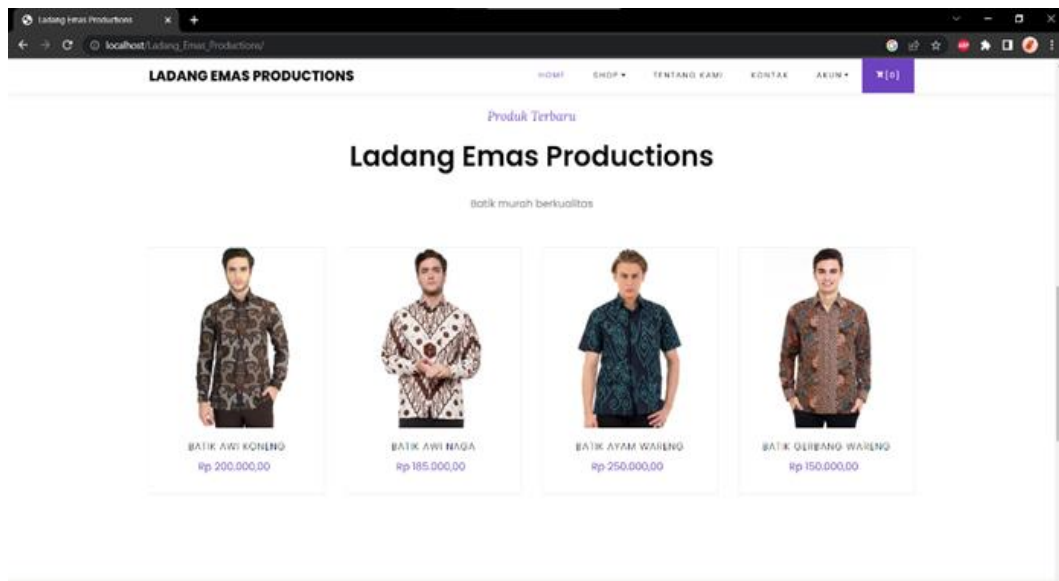 Ladang Emas Productions
localhost/Ladang_Emas_Productions/
LADANG EMAS PRODUCTIONS
HOME SHOP TENTANG KAMI KONTAK AKUN [0]
Produk Terbaru
Ladang Emas Productions
Batik murah berkualitas
BATIK AWI KONENG BATIK AWI NAGA BATIK AYAM WARENG BATIK GERBANG WARENG
Rp 200.000,00 Rp 185.000,00 Rp 250.000,00 Rp 150.000,00